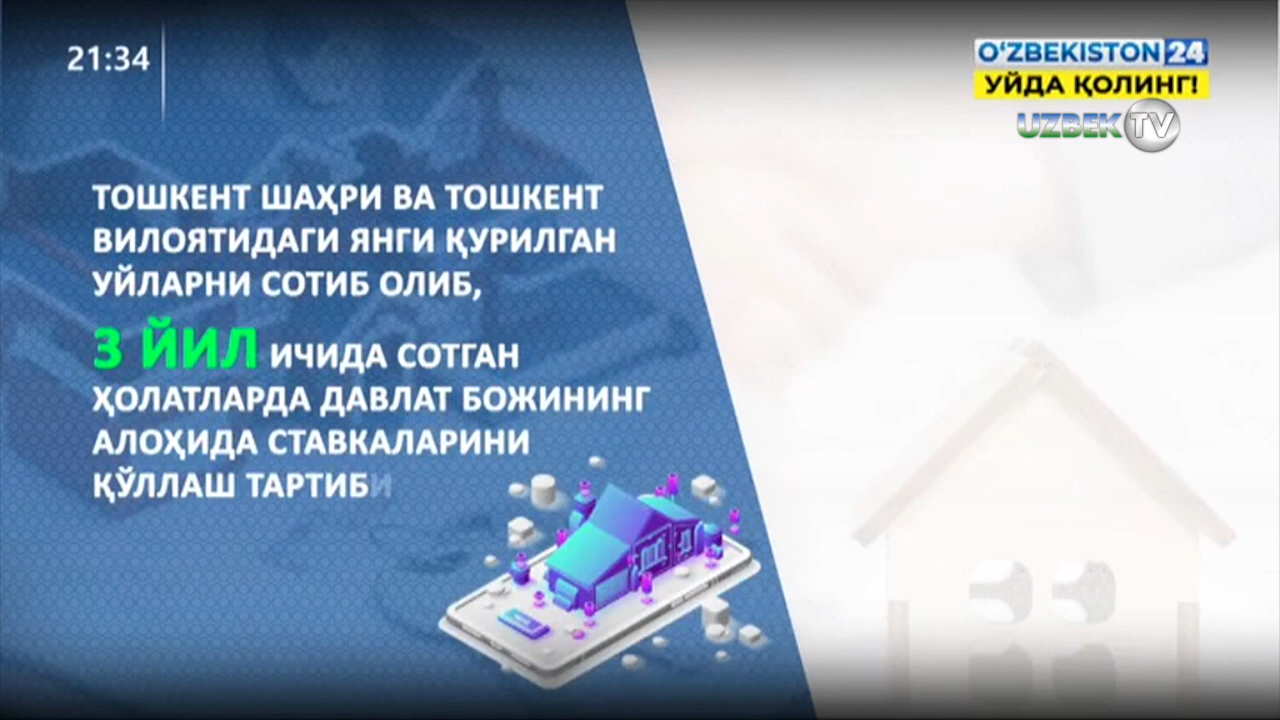 21:34
O‘ZBEKISTON 24
УЙДА ҚОЛИНГ!
UZBEK TV
ТОШКЕНТ ШАҲРИ ВА ТОШКЕНТ
ВИЛОЯТИДАГИ ЯНГИ ҚУРИЛГАН
УЙЛАРНИ СОТИБ ОЛИБ,
3 ЙИЛ ИЧИДА СОТГАН
ҲОЛАТЛАРДА ДАВЛАТ БОЖИНИНГ
АЛОҲИДА СТАВКАЛАРИНИ
ҚЎЛЛАШ ТАРТИБИ